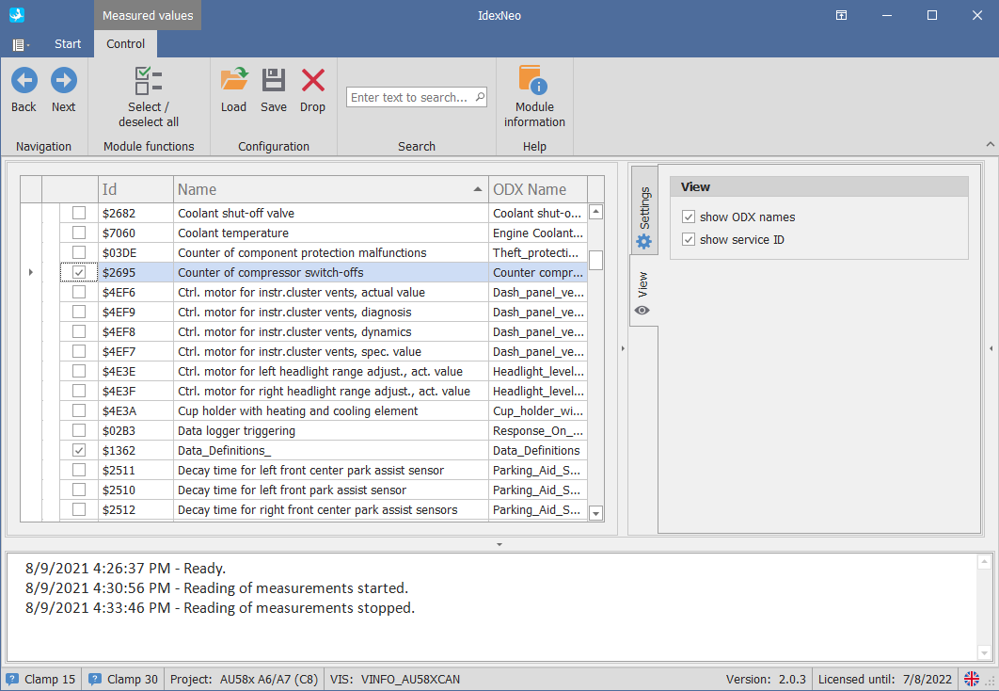 Measured values
IdexNeo
Start
Control
Back
Next
Navigation
Select /
deselect all
Module functions
Load
Save
Drop
Configuration
Enter text to search...
Search
Module
information
Help
Id Name ODX Name
$2682 Coolant shut-off valve Coolant shut-o...
$7060 Coolant temperature Engine Coolant...
$03DE Counter of component protection malfunctions Theft_protecti...
$2695 Counter of compressor switch-offs Counter compr...
$4EF6 Ctrl. motor for instr.cluster vents, actual value Dash_panel_ve...
$4EF9 Ctrl. motor for instr.cluster vents, diagnosis Dash_panel_ve...
$4EF8 Ctrl. motor for instr.cluster vents, dynamics Dash_panel_ve...
$4EF7 Ctrl. motor for instr.cluster vents, spec. value Dash_panel_ve...
$4E3E Ctrl. motor for left headlight range adjust., act. value Headlight_level...
$4E3F Ctrl. motor for right headlight range adjust., act. value Headlight_level...
$4E3A Cup holder with heating and cooling element Cup_holder_wi...
$02B3 Data logger triggering Response_On_...
$1362 Data_Definitions_ Data_Definitions
$2511 Decay time for left front center park assist sensor Parking_Aid_S...
$2510 Decay time for left front park assist sensor Parking_Aid_S...
$2512 Decay time for right front center park assist sensors Parking_Aid_S...
Settings
View
View
show ODX names
show service ID
8/9/2021 4:26:37 PM - Ready.
8/9/2021 4:30:56 PM - Reading of measurements started.
8/9/2021 4:33:46 PM - Reading of measurements stopped.
Clamp 15 Clamp 30 Project: AU58x A6/A7 (C8) VIS: VINFO_AU58XCAN Version: 2.0.3 Licensed until: 7/8/2022